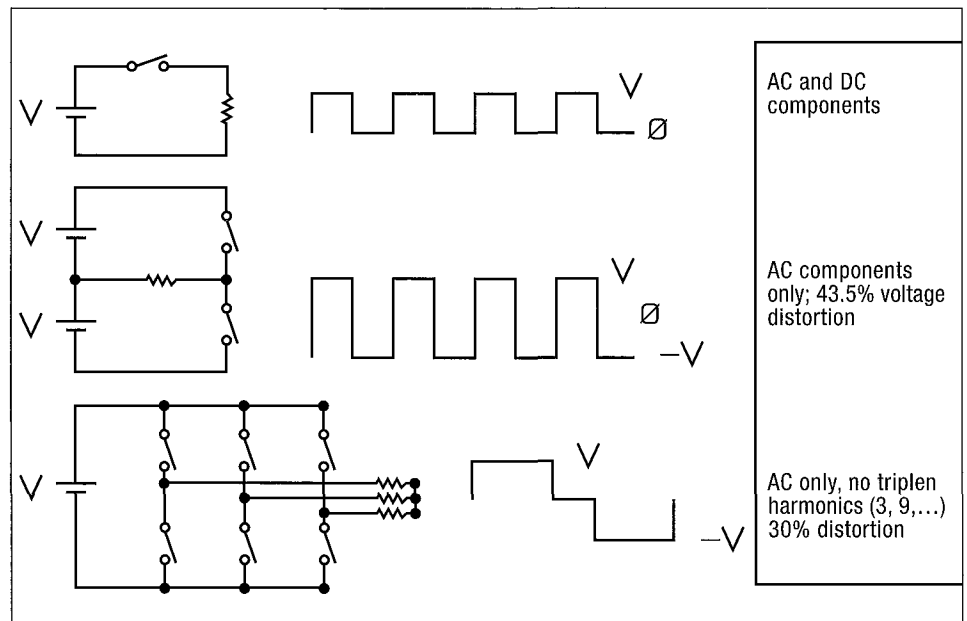 V
V
Ø
AC and DC
components
V
V
V
Ø
–V
AC components
only; 43.5% voltage
distortion
V
V
–V
AC only, no triplen
harmonics (3, 9,...)
30% distortion